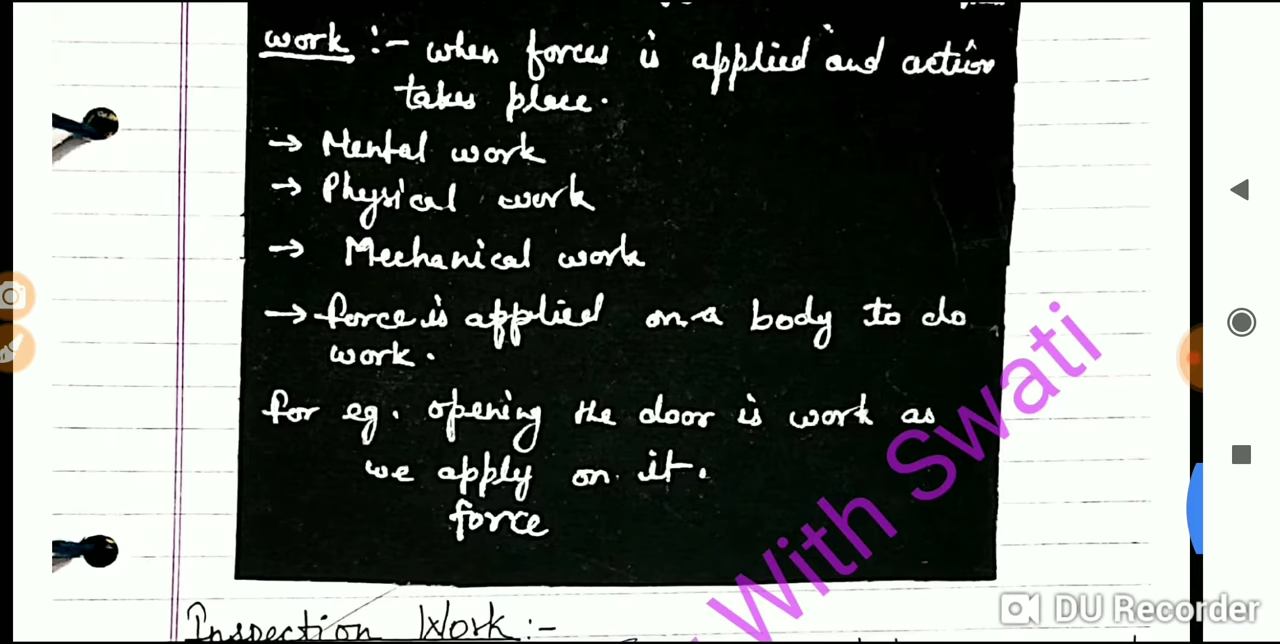 work :- when forces is applied and action
takes place.
→ Mental work
→ Physical work
→ Mechanical work
→ force is applied on a body to do
work.
for eg. opening the door is work as
we apply on it.
force
With Swati
Inspection Work :-
DU Recorder